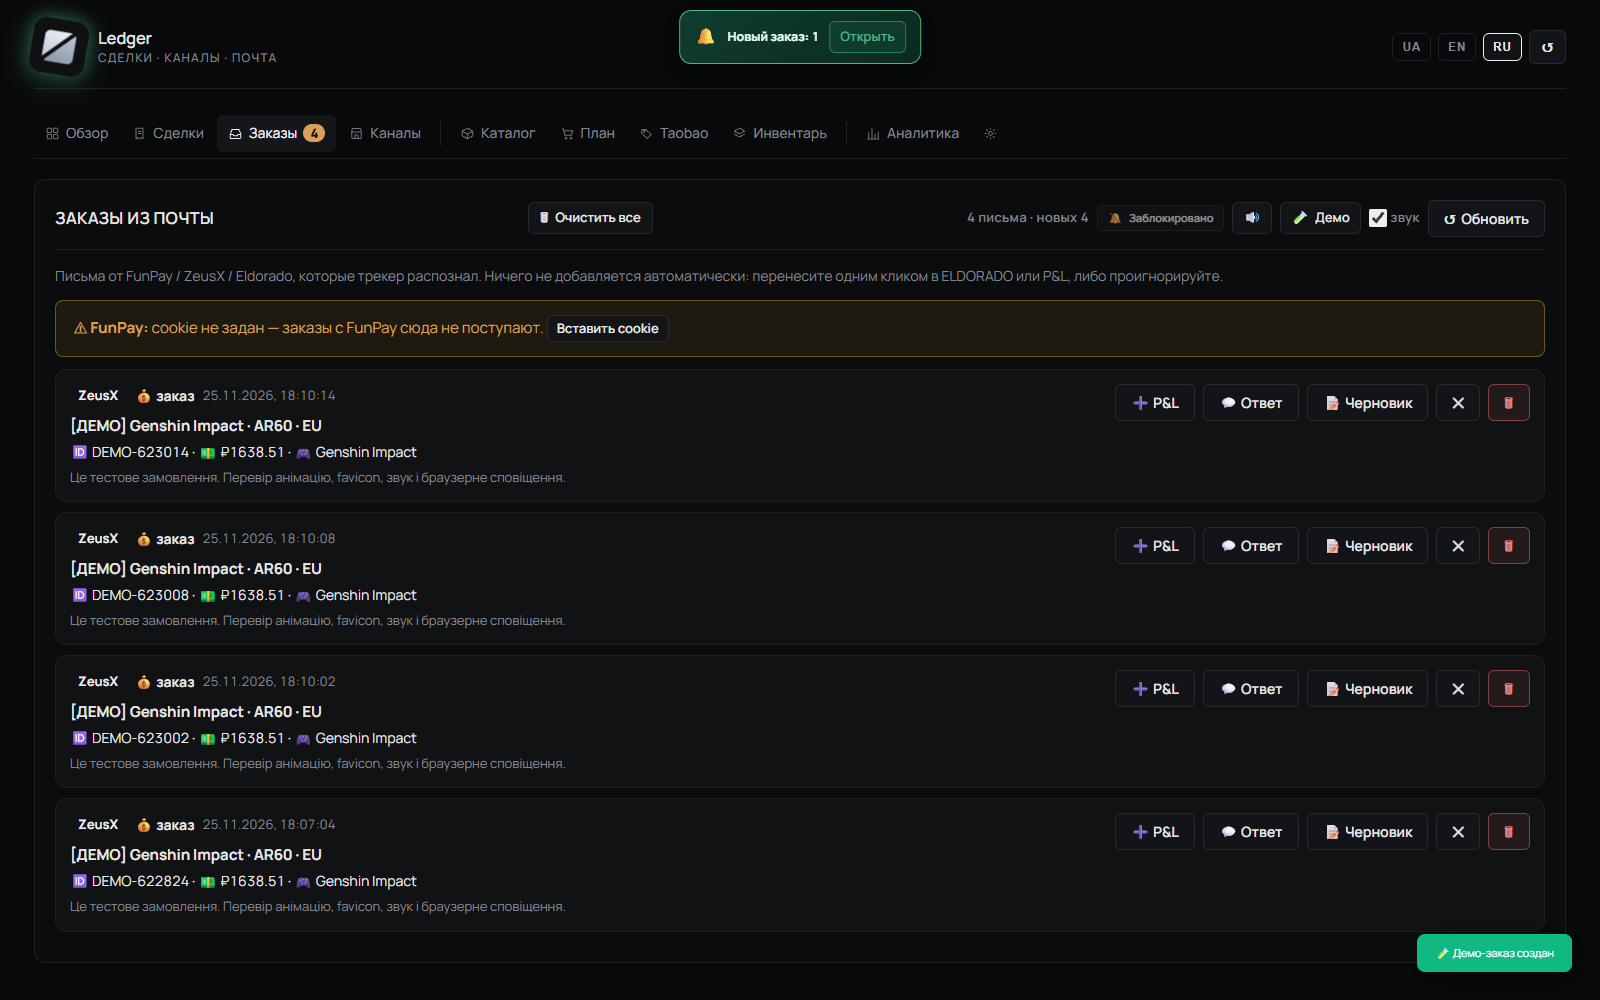 Ledger
СДЕЛКИ · КАНАЛЫ · ПОЧТА
Новый заказ: 1 Открыть
UA EN RU
Обзор Сделки Заказы 4 Каналы Каталог План Taobao Инвентарь Аналитика
ЗАКАЗЫ ИЗ ПОЧТЫ
Очистить все
4 письма · новых 4 Заблокировано Демо звук Обновить
Письма от FunPay / ZeusX / Eldorado, которые трекер распознал. Ничего не добавляется автоматически: перенесите одним кликом в ELDORADO или P&L, либо проигнорируйте.
⚠ FunPay: cookie не задан — заказы с FunPay сюда не поступают. Вставить cookie
ZeusX 💰 заказ 25.11.2026, 18:10:14
➕ P&L 💬 Ответ 📝 Черновик ✕
[ДЕМО] Genshin Impact · AR60 · EU
🆔 DEMO-623014 · 💵 ₽1638.51 · 🎮 Genshin Impact
Це тестове замовлення. Перевір анімацію, favicon, звук і браузерне сповіщення.
ZeusX 💰 заказ 25.11.2026, 18:10:08
➕ P&L 💬 Ответ 📝 Черновик ✕
[ДЕМО] Genshin Impact · AR60 · EU
🆔 DEMO-623008 · 💵 ₽1638.51 · 🎮 Genshin Impact
Це тестове замовлення. Перевір анімацію, favicon, звук і браузерне сповіщення.
ZeusX 💰 заказ 25.11.2026, 18:10:02
➕ P&L 💬 Ответ 📝 Черновик ✕
[ДЕМО] Genshin Impact · AR60 · EU
🆔 DEMO-623002 · 💵 ₽1638.51 · 🎮 Genshin Impact
Це тестове замовлення. Перевір анімацію, favicon, звук і браузерне сповіщення.
ZeusX 💰 заказ 25.11.2026, 18:07:04
➕ P&L 💬 Ответ 📝 Черновик ✕
[ДЕМО] Genshin Impact · AR60 · EU
🆔 DEMO-622824 · 💵 ₽1638.51 · 🎮 Genshin Impact
Це тестове замовлення. Перевір анімацію, favicon, звук і браузерне сповіщення.
Демо-заказ создан